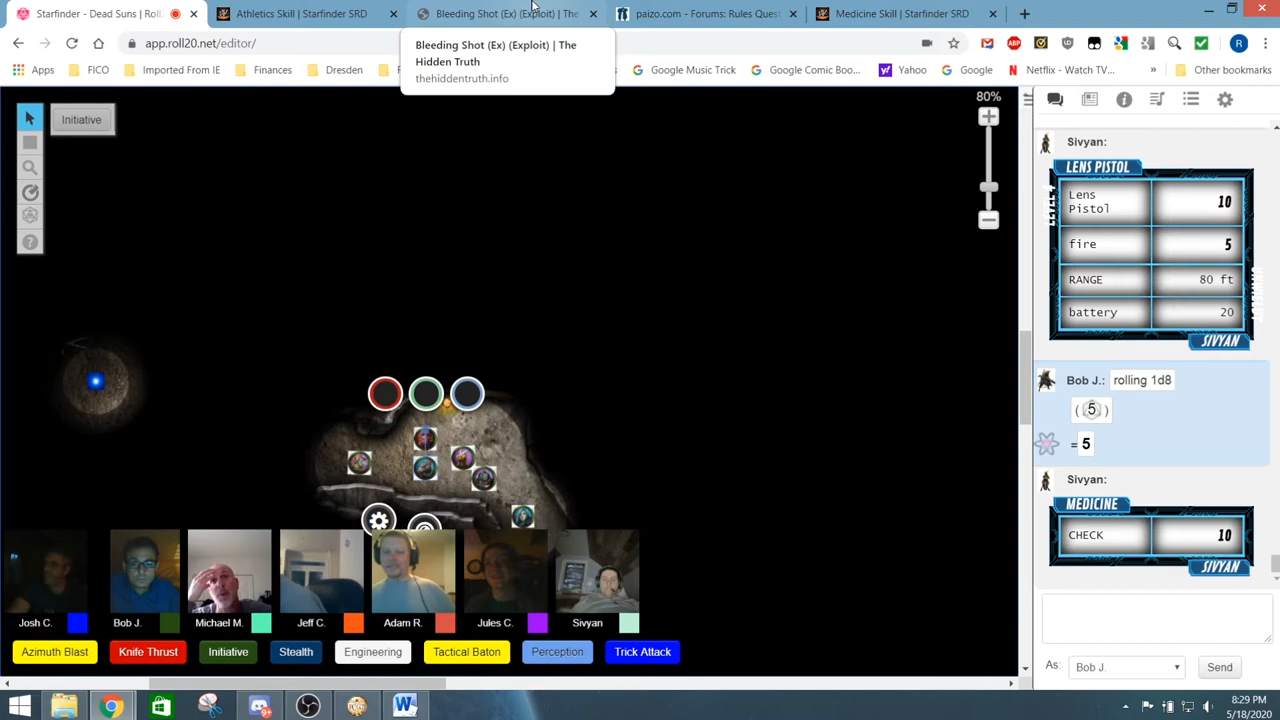 Starfinder - Dead Suns | Roll
Athletics Skill | Starfinder SRD
Bleeding Shot (Ex) (Exploit) | The
paizo.com - Forums: Rules Quest
Medicine Skill | Starfinder SRD
app.roll20.net/editor/
R
Bleeding Shot (Ex) (Exploit) | The
Hidden Truth
thehiddentruth.info
Apps
FICO
Imported From IE
Finances
Dresden
Google Music Trick
Google Comic Boo...
Yahoo
Google
Netflix - Watch TV...
Other bookmarks
Initiative
80%
Sivyan:
LENS PISTOL
LEVEL 4
Lens
Pistol
10
fire
5
RANGE
80 ft
battery
20
SIVYAN
Bob J.:
rolling 1d8
(5)
=5
Sivyan:
MEDICINE
CHECK
10
SIVYAN
Josh C.
Bob J.
Michael M.
Jeff C.
Adam R.
Jules C.
Sivyan
Azimuth Blast
Knife Thrust
Initiative
Stealth
Engineering
Tactical Baton
Perception
Trick Attack
As:
Bob J.
Send
8:29 PM
5/18/2020